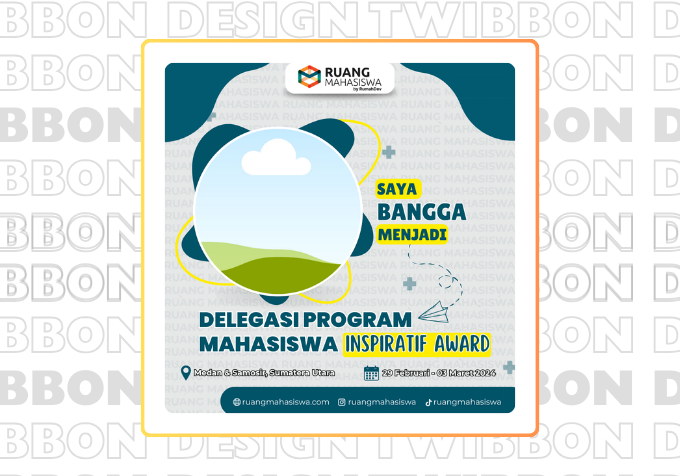 DESIGN TWIBBON
RUANG
MAHASISWA
by RumahDev
SAYA
BANGGA
MENJADI
DELEGASI PROGRAM
MAHASISWA INSPIRATIF AWARD
Medan & Samosir, Sumatera Utara
29 Februari - 03 Maret 2024
ruangmahasiswa.com
ruangmahasiswa
ruangmahasiswa